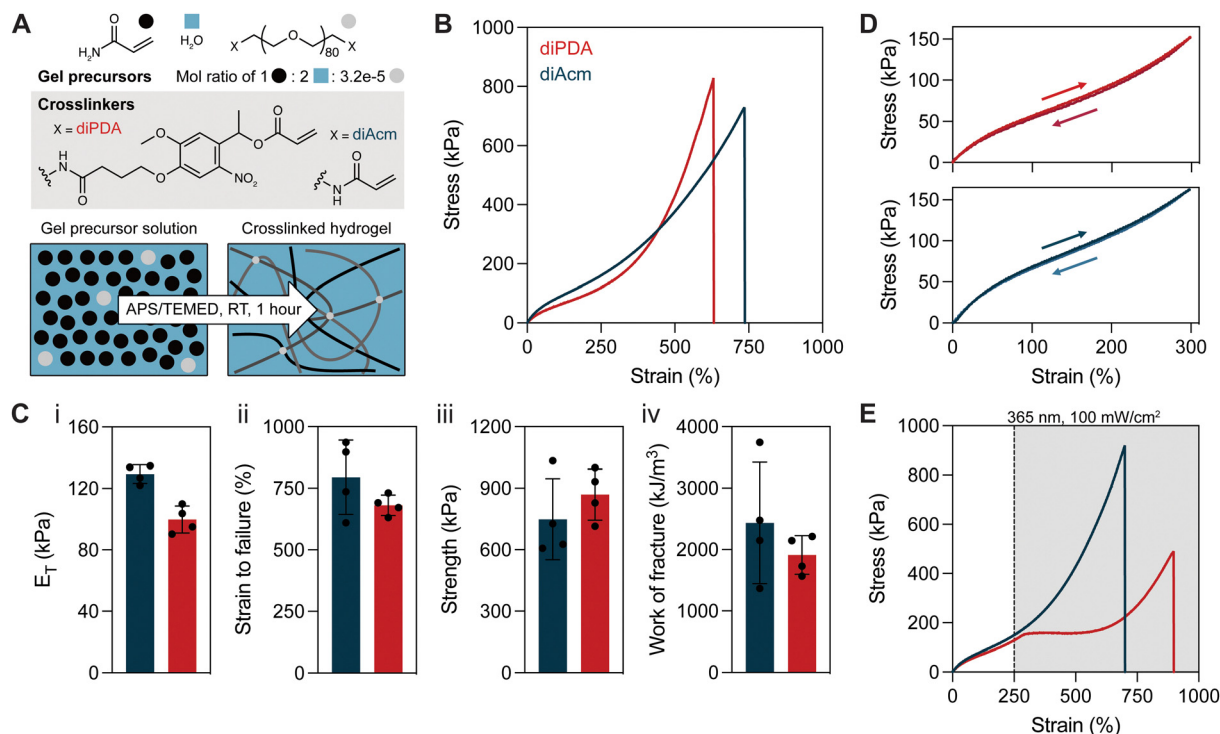 A
H₂N
O
H₂O
X
O
80
X
Gel precursors
Mol ratio of 1 : 2 : 3.2e-5
Crosslinkers
X = diPDA
X = diAcm
O
O
O
H
N
O
O
NO₂
H
N
O
Gel precursor solution
Crosslinked hydrogel
APS/TEMED, RT, 1 hour
B
diPDA
diAcm
Stress (kPa)
1000
800
600
400
200
0
0 250 500 750 1000
Strain (%)
D
Stress (kPa)
150
100
50
0
0 100 200 300
Stress (kPa)
150
100
50
0
0 100 200 300
Strain (%)
C
i
E_T (kPa)
160
120
80
40
0
ii
Strain to failure (%)
1000
750
500
250
0
iii
Strength (kPa)
1200
900
600
300
0
iv
Work of fracture (kJ/m³)
4000
3000
2000
1000
0
E
365 nm, 100 mW/cm²
Stress (kPa)
1000
800
600
400
200
0
0 250 500 750 1000
Strain (%)